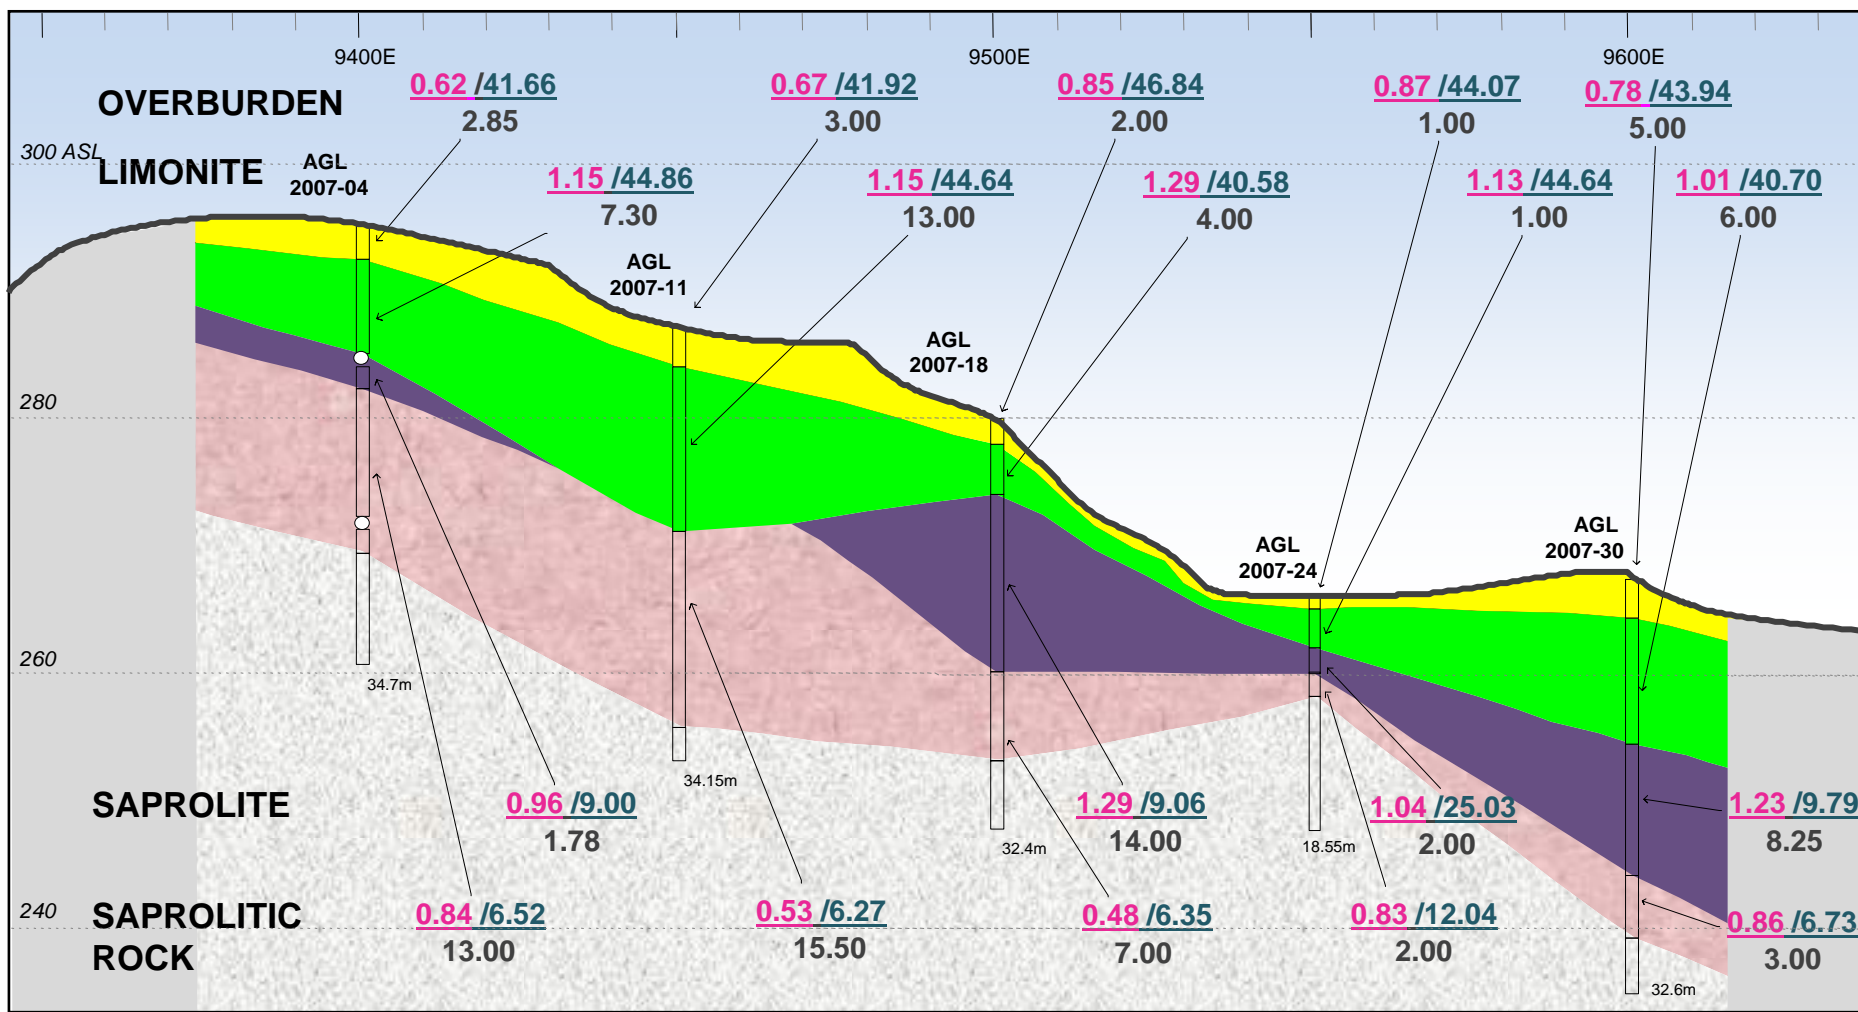 9400E 9500E 9600E
OVERBURDEN
0.62 /41.66
2.85
0.67 /41.92
3.00
0.85 /46.84
2.00
0.87 /44.07
1.00
0.78 /43.94
5.00
300 ASL
LIMONITE
AGL
2007-04
1.15 /44.86
7.30
1.15 /44.64
13.00
1.29 /40.58
4.00
1.13 /44.64
1.00
1.01 /40.70
6.00
AGL
2007-11
AGL
2007-18
280
AGL
2007-24
AGL
2007-30
260
34.7m
34.15m
32.4m
18.55m
SAPROLITE
0.96 /9.00
1.78
1.29 /9.06
14.00
1.04 /25.03
2.00
1.23 /9.79
8.25
240
SAPROLITIC
ROCK
0.84 /6.52
13.00
0.53 /6.27
15.50
0.48 /6.35
7.00
0.83 /12.04
2.00
0.86 /6.73
3.00
32.6m